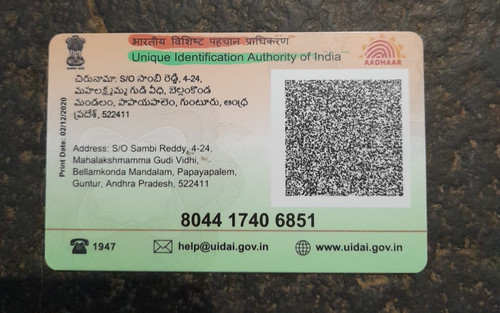 भारतीय विशिष्ट पहचान प्राधिकरण
Unique Identification Authority of India
AADHAAR
చిరునామా: S/O సాంబి రెడ్డి, 4-24,
మహలక్ష్మమ్మ గుడి వీధి, బెల్లంకొండ
మండలం, పాపాయపాలెం, గుంటూరు, ఆంధ్ర
ప్రదేశ్, 522411
Print Date: 02/12/2020
Address: S/O Sambi Reddy, 4-24,
Mahalakshmamma Gudi Vidhi,
Bellamkonda Mandalam, Papayapalem,
Guntur, Andhra Pradesh, 522411
8044 1740 6851
1947
help@uidai.gov.in
www.uidai.gov.in